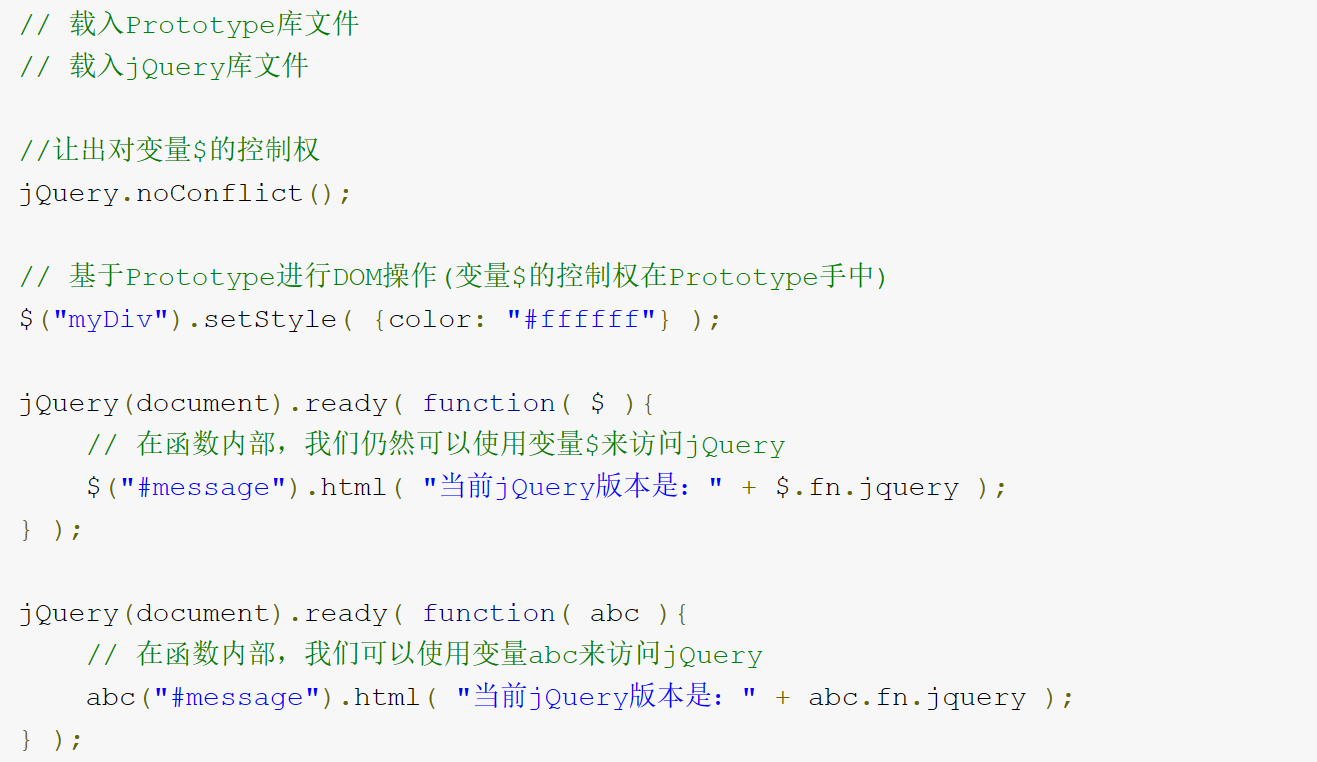 // 载入Prototype库文件
// 载入jQuery库文件
//让出对变量$的控制权
jQuery.noConflict();
// 基于Prototype进行DOM操作(变量$的控制权在Prototype手中)
$("myDiv").setStyle( {color: "#ffffff"} );
jQuery(document).ready( function( $ ){
    // 在函数内部，我们仍然可以使用变量$来访问jQuery
    $("#message").html( "当前jQuery版本是：" + $.fn.jquery );
} );
jQuery(document).ready( function( abc ){
    // 在函数内部，我们可以使用变量abc来访问jQuery
    abc("#message").html( "当前jQuery版本是：" + abc.fn.jquery );
} );